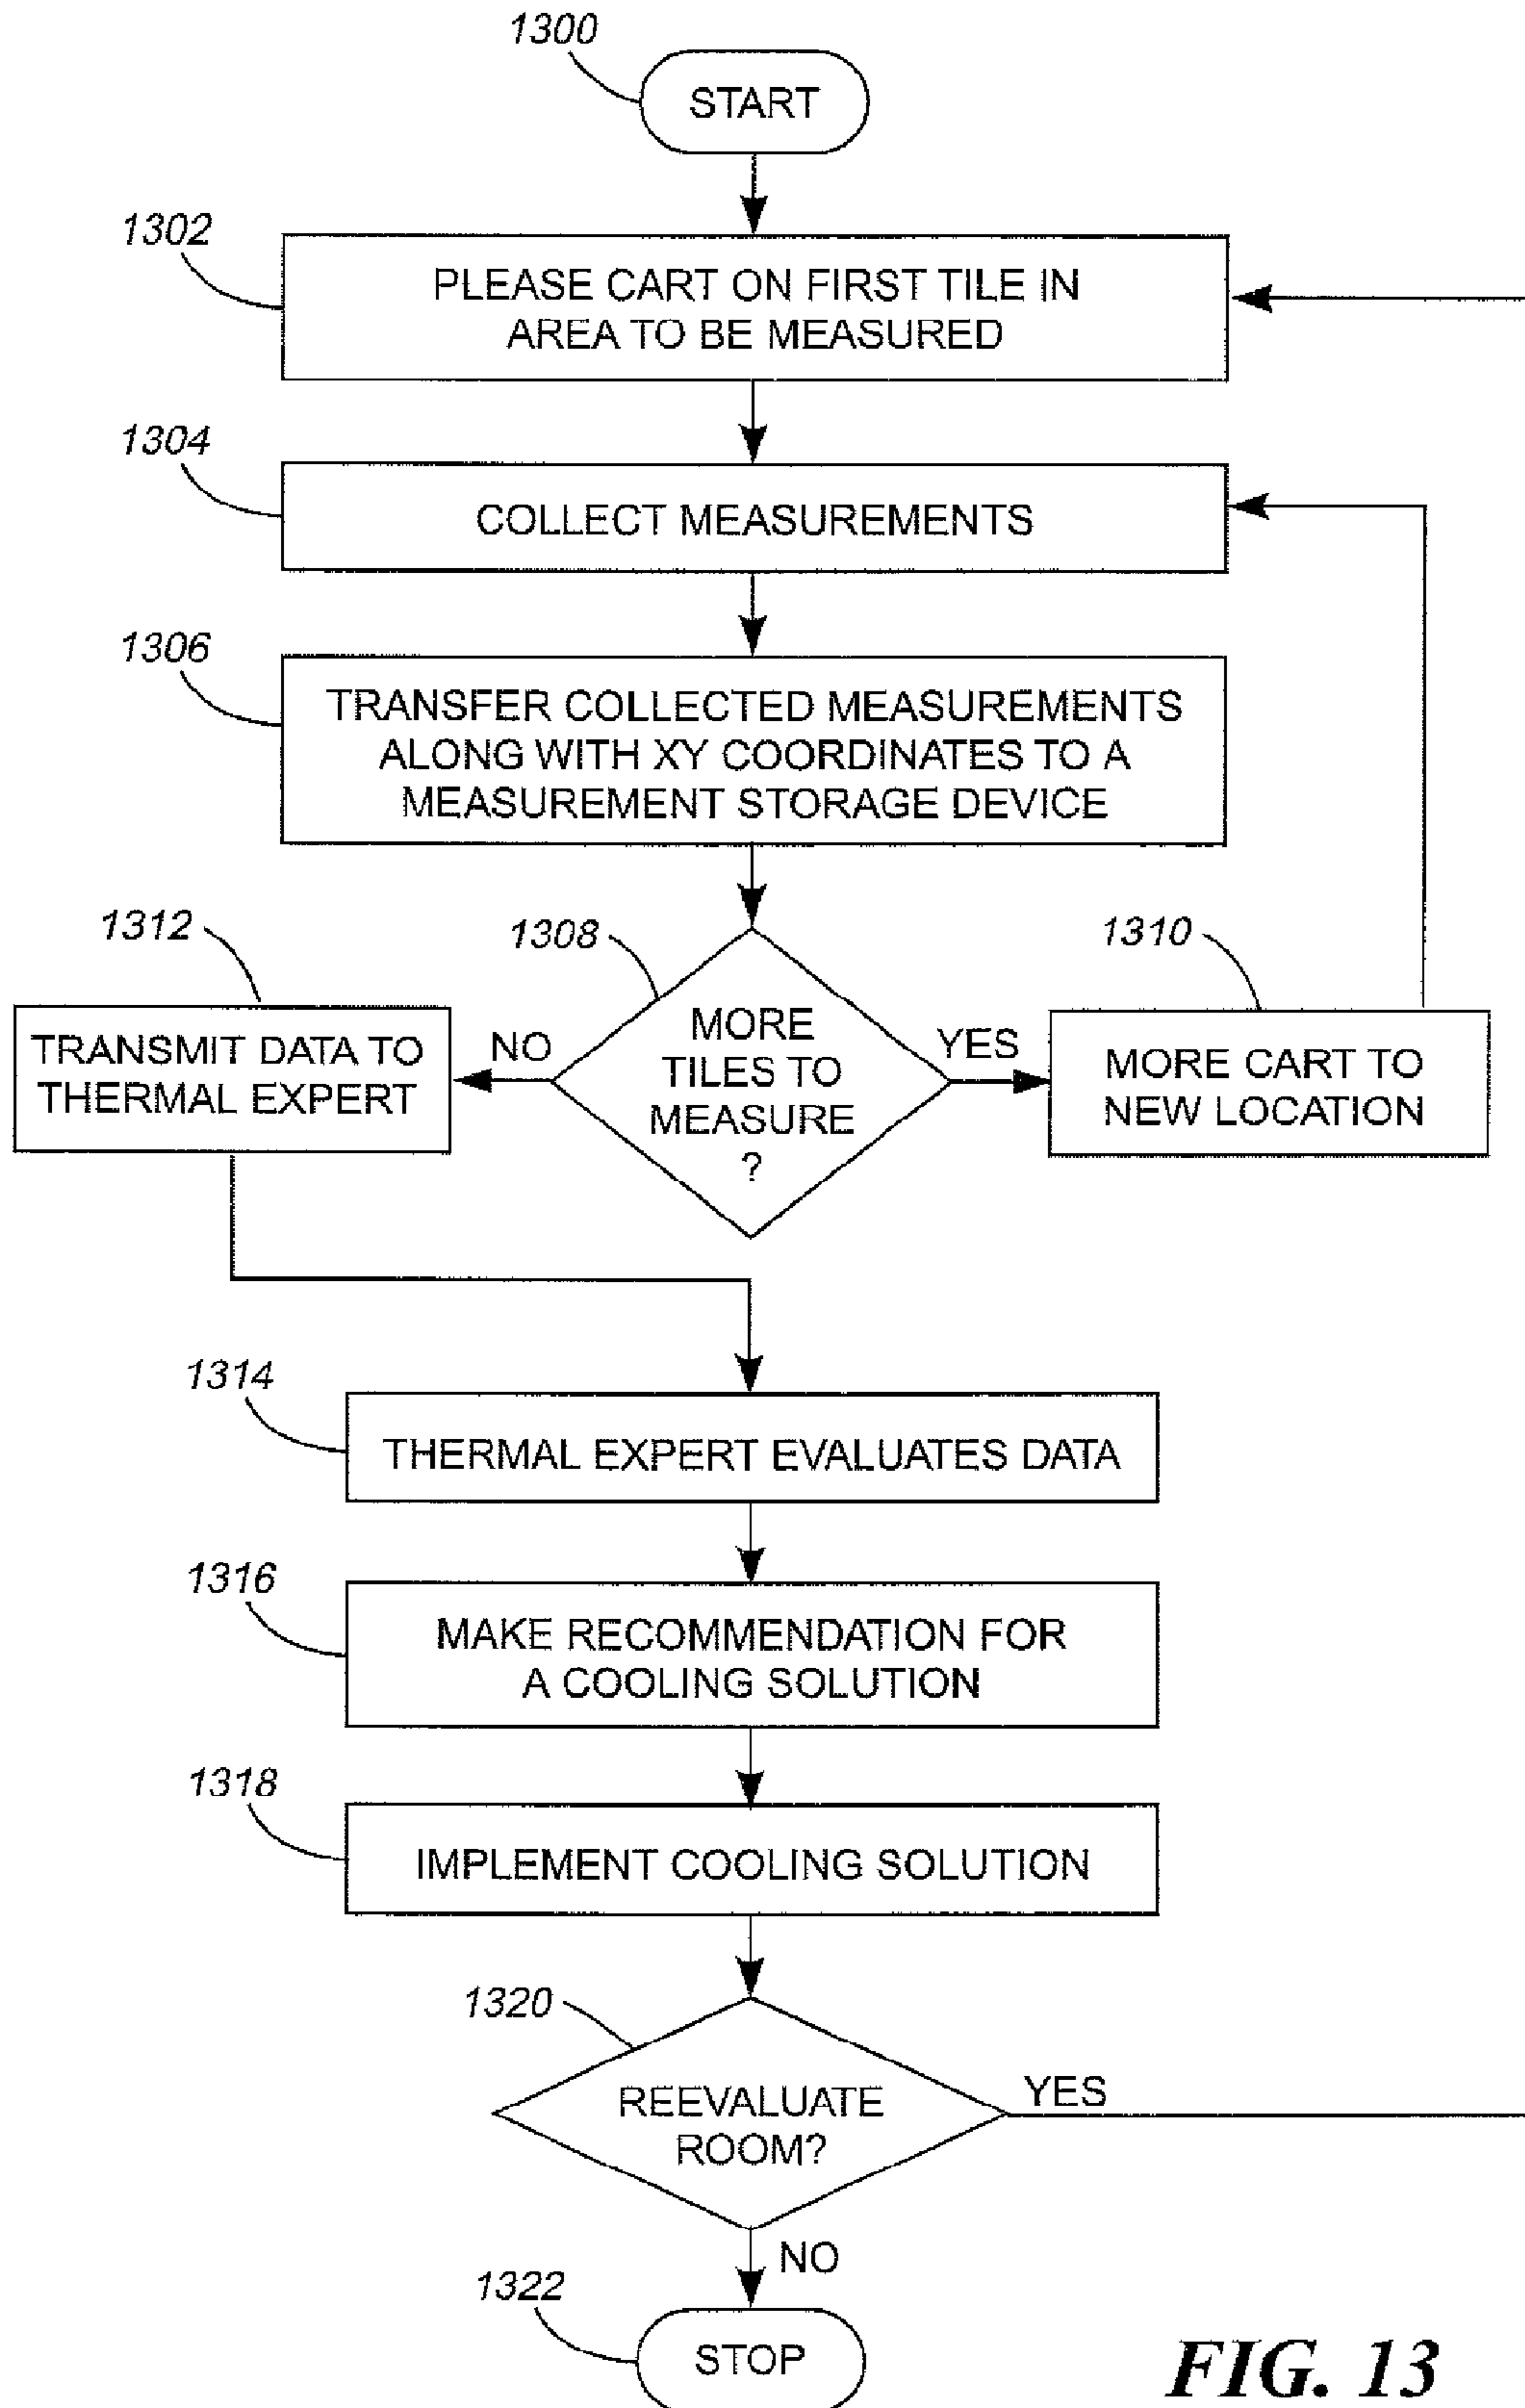 1300
START
1302
PLEASE CART ON FIRST TILE IN
AREA TO BE MEASURED
1304
COLLECT MEASUREMENTS
1306
TRANSFER COLLECTED MEASUREMENTS
ALONG WITH XY COORDINATES TO A
MEASUREMENT STORAGE DEVICE
1312
1308
1310
TRANSMIT DATA TO
THERMAL EXPERT
NO
MORE
TILES TO
MEASURE
?
YES
MORE CART TO
NEW LOCATION
1314
THERMAL EXPERT EVALUATES DATA
1316
MAKE RECOMMENDATION FOR
A COOLING SOLUTION
1318
IMPLEMENT COOLING SOLUTION
1320
REEVALUATE
ROOM?
YES
NO
1322
STOP
FIG. 13